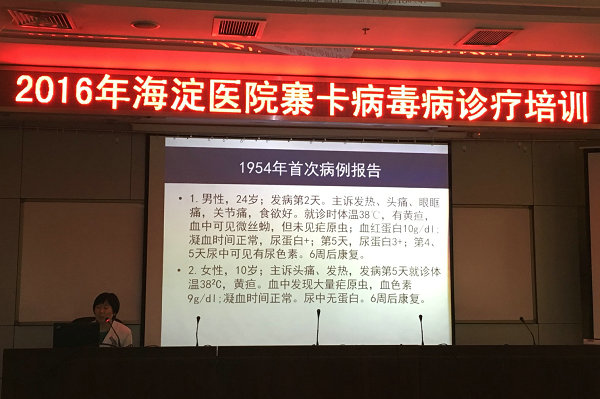 2016年海淀医院寨卡病毒病诊疗培训
1954年首次病例报告
• 1. 男性，24岁；发病第2天。主诉发热、头痛、眼眶
痛，关节痛，食欲好。就诊时体温38℃，有黄疸，
血中可见微丝蚴，但未见疟原虫；血红蛋白10g/dl;
凝血时间正常，尿蛋白+；第5天，尿蛋白3+；第4、
5天尿中可见有尿色素。6周后康复。
• 2. 女性，10岁；主诉头痛、发热，发病第5天就诊体
温38²C，黄疸。血中发现大量疟原虫，血色素
9g/dl;凝血时间正常。尿中无蛋白。6周后康复。